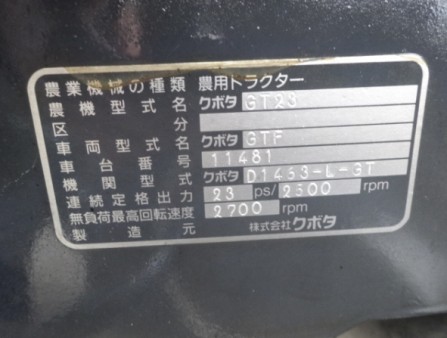 農業機械の種類 農用トラクター
農機型式名 クボタ GT23
区分
車両型式名 クボタ GTF
車台番号 11481
機関型式 クボタ D1463-L-GT
連続定格出力 23 ps/2500 rpm
無負荷最高回転速度 2700 rpm
製造元 株式会社クボタ